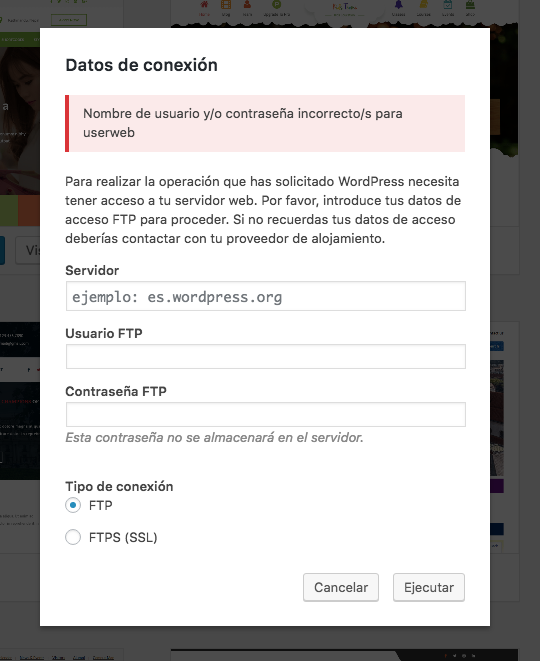 Datos de conexión
Nombre de usuario y/o contraseña incorrecto/s para
userweb
Para realizar la operación que has solicitado WordPress necesita
tener acceso a tu servidor web. Por favor, introduce tus datos de
acceso FTP para proceder. Si no recuerdas tus datos de acceso
deberías contactar con tu proveedor de alojamiento.
Servidor
ejemplo: es.wordpress.org
Usuario FTP
Contraseña FTP
Esta contraseña no se almacenará en el servidor.
Tipo de conexión
FTP
FTPS (SSL)
Cancelar
Ejecutar